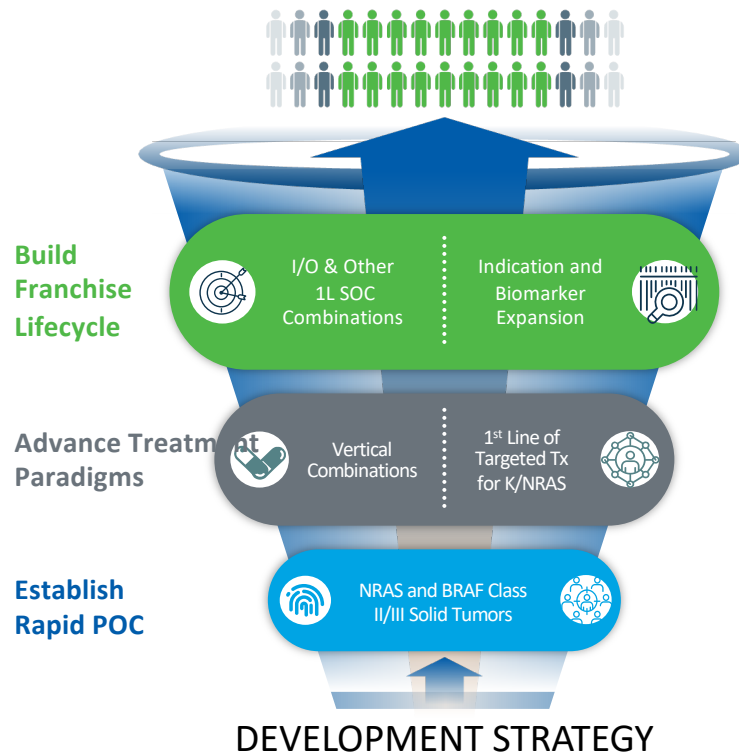 Build
Franchise
Lifecycle
I/O & Other
1L SOC
Combinations
Indication and
Biomarker
Expansion
Advance Treatment
Paradigms
Vertical
Combinations
1st Line of
Targeted Tx
for K/NRAS
Establish
Rapid POC
NRAS and BRAF Class
II/III Solid Tumors
DEVELOPMENT STRATEGY